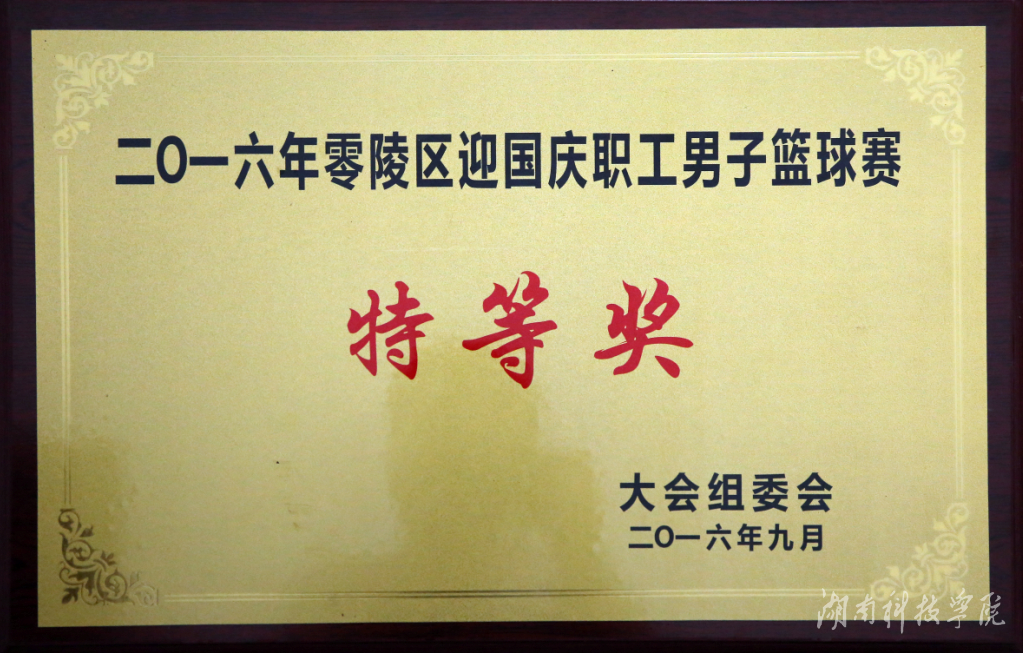 二〇一六年零陵区迎国庆职工男子篮球赛
特等奖
大会组委会
二〇一六年九月
湖南科技学院